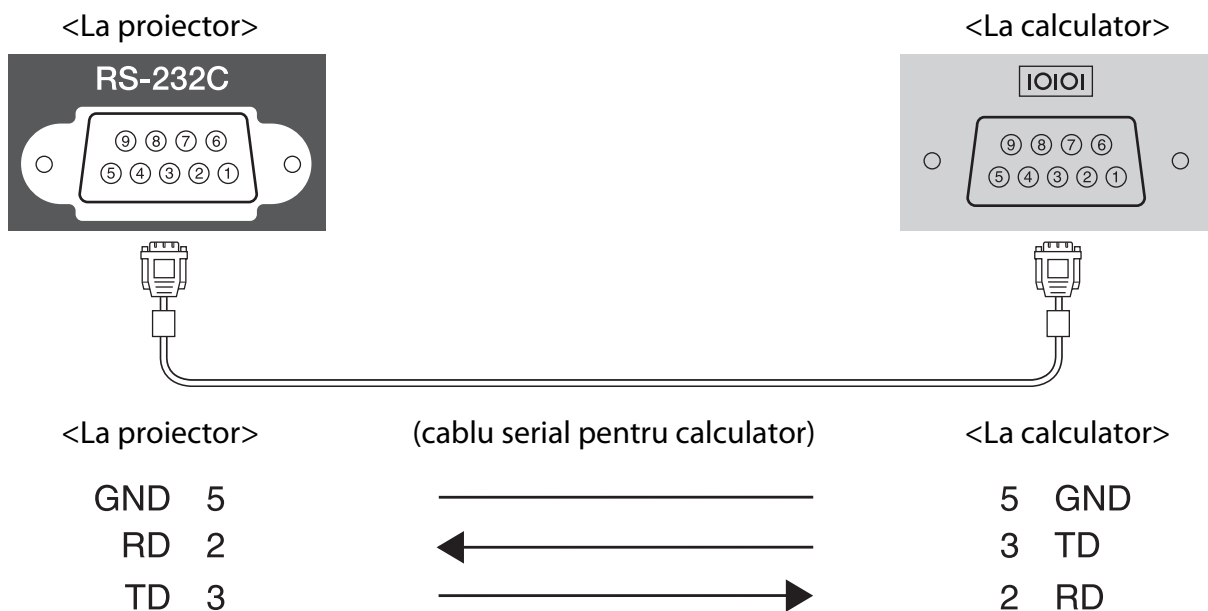 <La proiector> <La calculator>
RS-232C IOIOI
9 8 7 6 9 8 7 6
5 4 3 2 1 5 4 3 2 1
<La proiector> (cablu serial pentru calculator) <La calculator>
GND 5 5 GND
RD 2 3 TD
TD 3 2 RD